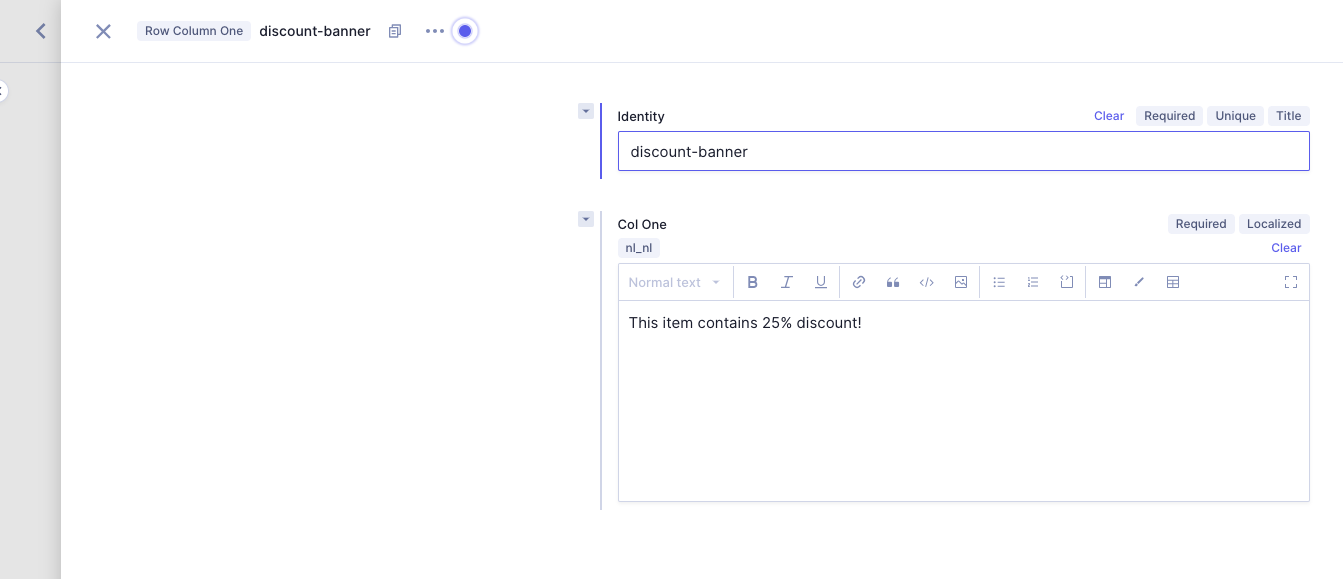 Row Column One discount-banner
Identity Clear Required Unique Title
discount-banner
Col One Required Localized
nl_nl Clear
Normal text B I U
This item contains 25% discount!